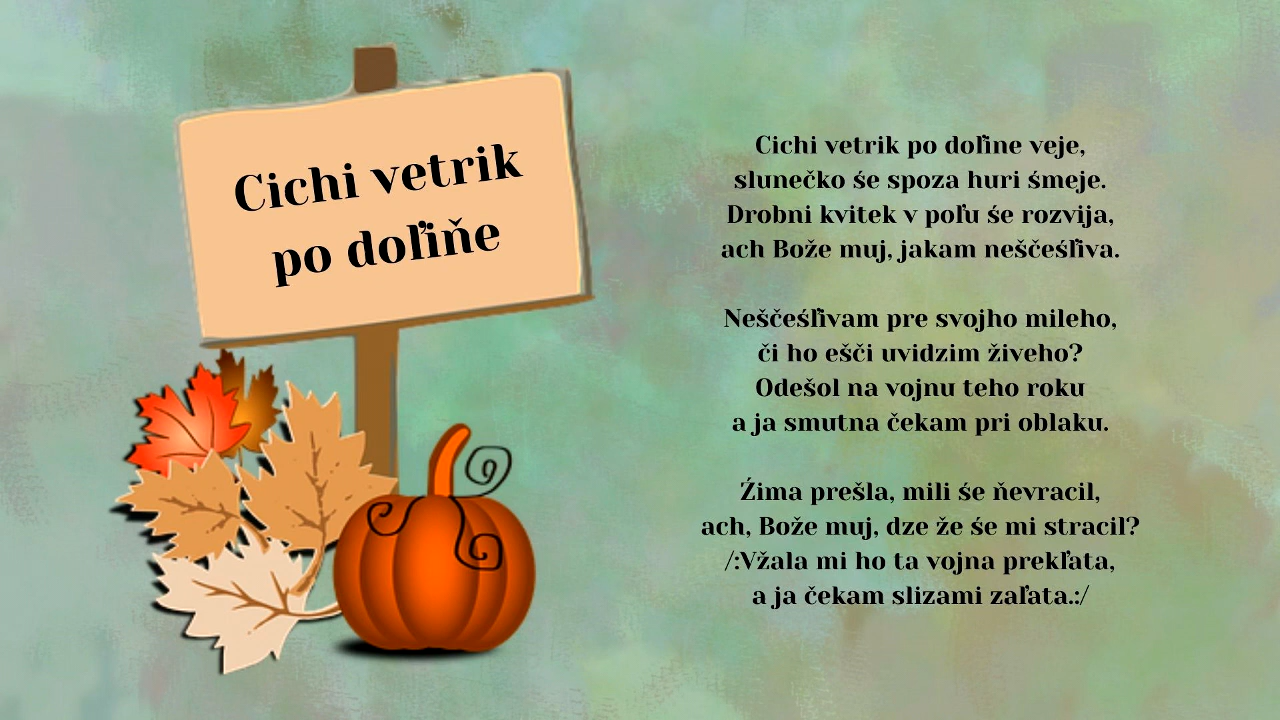 Cichi vetrik
po doľiňe
Cichi vetrik po doľine veje,
slunečko śe spoza huri śmeje.
Drobni kvitek v poľu śe rozvija,
ach Bože muj, jakam neščeśľiva.
Neščeśľivam pre svojho mileho,
či ho ešči uvidzim živeho?
Odešol na vojnu teho roku
a ja smutna čekam pri oblaku.
Źima prešla, mili śe ňevracil,
ach, Bože muj, dze že śe mi stracil?
/:Vžala mi ho ta vojna prekľata,
a ja čekam slizami zaľata.:/